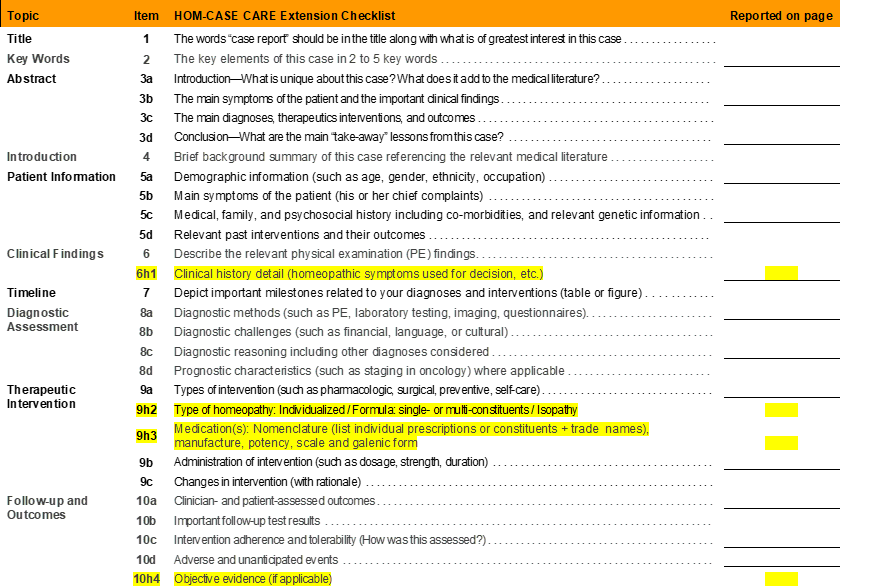 Topic Item HOM-CASE CARE Extension Checklist Reported on page
Title 1 The words “case report” should be in the title along with what is of greatest interest in this case
Key Words 2 The key elements of this case in 2 to 5 key words
Abstract 3a Introduction—What is unique about this case? What does it add to the medical literature?
3b The main symptoms of the patient and the important clinical findings
3c The main diagnoses, therapeutics interventions, and outcomes
3d Conclusion—What are the main “take-away” lessons from this case?
Introduction 4 Brief background summary of this case referencing the relevant medical literature
Patient Information 5a Demographic information (such as age, gender, ethnicity, occupation)
5b Main symptoms of the patient (his or her chief complaints)
5c Medical, family, and psychosocial history including co-morbidities, and relevant genetic information
5d Relevant past interventions and their outcomes
Clinical Findings 6 Describe the relevant physical examination (PE) findings.
6h1 Clinical history detail (homeopathic symptoms used for decision, etc.)
Timeline 7 Depict important milestones related to your diagnoses and interventions (table or figure)
Diagnostic 8a Diagnostic methods (such as PE, laboratory testing, imaging, questionnaires).
Assessment
8b Diagnostic challenges (such as financial, language, or cultural)
8c Diagnostic reasoning including other diagnoses considered
8d Prognostic characteristics (such as staging in oncology) where applicable
Therapeutic 9a Types of intervention (such as pharmacologic, surgical, preventive, self-care)
Intervention
9h2 Type of homeopathy: Individualized / Formula: single- or multi-constituents / Isopathy
9h3 Medication(s): Nomenclature (list individual prescriptions or constituents + trade names),
manufacture, potency, scale and galenic form
9b Administration of intervention (such as dosage, strength, duration)
9c Changes in intervention (with rationale)
Follow-up and 10a Clinician- and patient-assessed outcomes
Outcomes
10b Important follow-up test results
10c Intervention adherence and tolerability (How was this assessed?)
10d Adverse and unanticipated events
10h4 Objective evidence (if applicable)